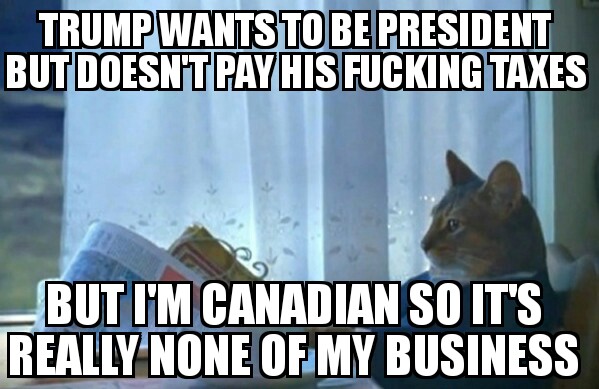 TRUMP WANTS TO BE PRESIDENT
BUT DOESN'T PAY HIS FUCKING TAXES
BUT I'M CANADIAN SO IT'S
REALLY NONE OF MY BUSINESS